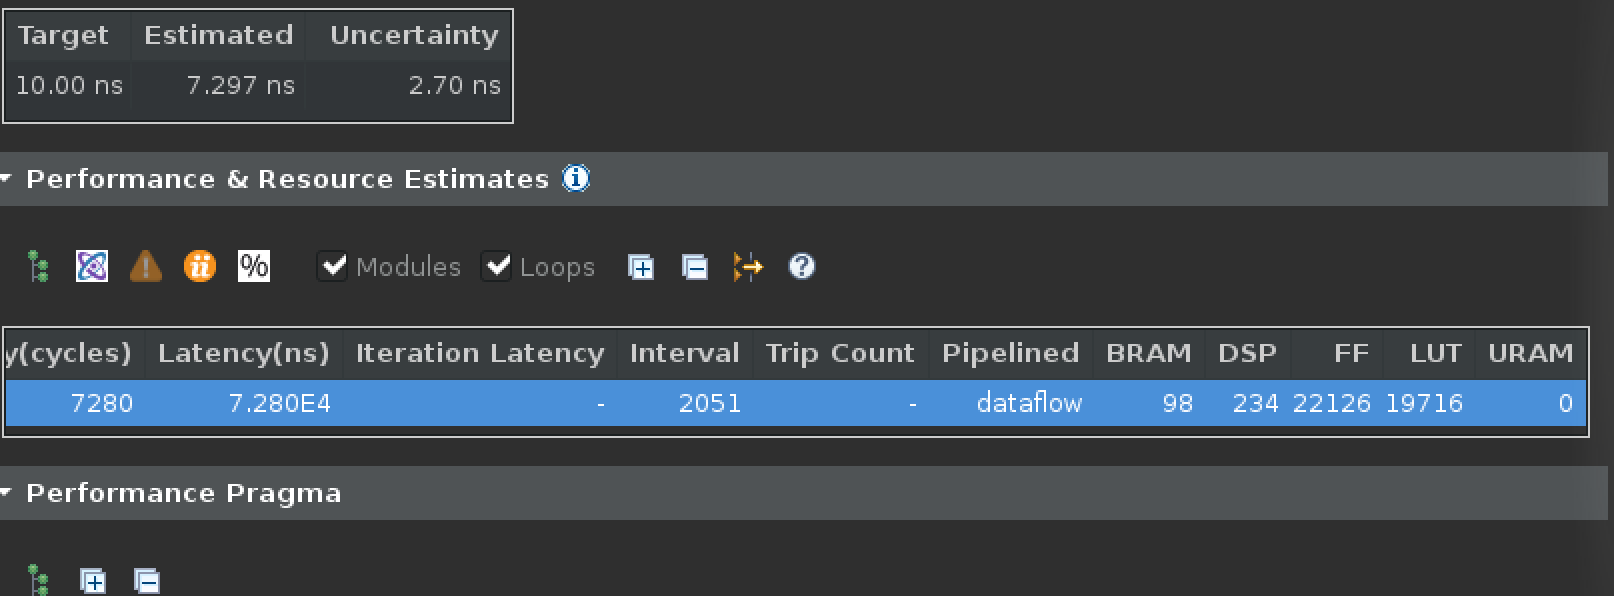 Target Estimated Uncertainty
10.00 ns 7.297 ns 2.70 ns
Performance & Resource Estimates i
! ii % Modules Loops ?
y(cycles) Latency(ns) Iteration Latency Interval Trip Count Pipelined BRAM DSP FF LUT URAM
7280 7.280E4 - 2051 - dataflow 98 234 22126 19716 0
Performance Pragma